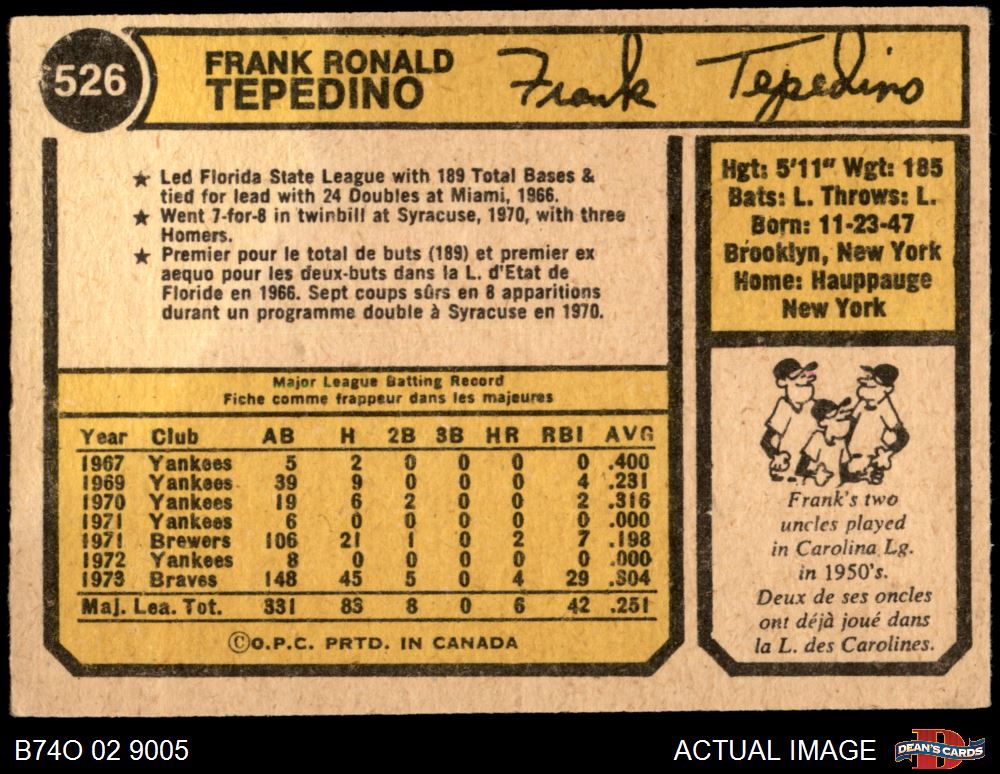 526
FRANK RONALD
TEPEDINO
Frank Tepedino
★ Led Florida State League with 189 Total Bases &
tied for lead with 24 Doubles at Miami, 1966.
★ Went 7-for-8 in twinbill at Syracuse, 1970, with three
Homers.
★ Premier pour le total de buts (189) et premier ex
aequo pour les deux-buts dans la L. d'Etat de
Floride en 1966. Sept coups sûrs en 8 apparitions
durant un programme double à Syracuse en 1970.
Hgt: 5'11" Wgt: 185
Bats: L. Throws: L.
Born: 11-23-47
Brooklyn, New York
Home: Hauppauge
New York
Major League Batting Record
Fiche comme frappeur dans les majeures
Year Club AB H 2B 3B HR RBI AVG
1967 Yankees 5 2 0 0 0 0 .400
1969 Yankees 39 9 0 0 0 4 .231
1970 Yankees 19 6 2 0 0 2 .316
1971 Yankees 6 0 0 0 0 0 .000
1971 Brewers 106 21 1 0 2 7 .198
1972 Yankees 8 0 0 0 0 0 .000
1973 Braves 148 45 5 0 4 29 .304
Maj. Lea. Tot. 331 83 8 0 6 42 .251
©O.P.C. PRTD. IN CANADA
Frank's two
uncles played
in Carolina Lg.
in 1950's.
Deux de ses oncles
ont déjà joué dans
la L. des Carolines.
B74O 02 9005
ACTUAL IMAGE
DEAN'S CARDS